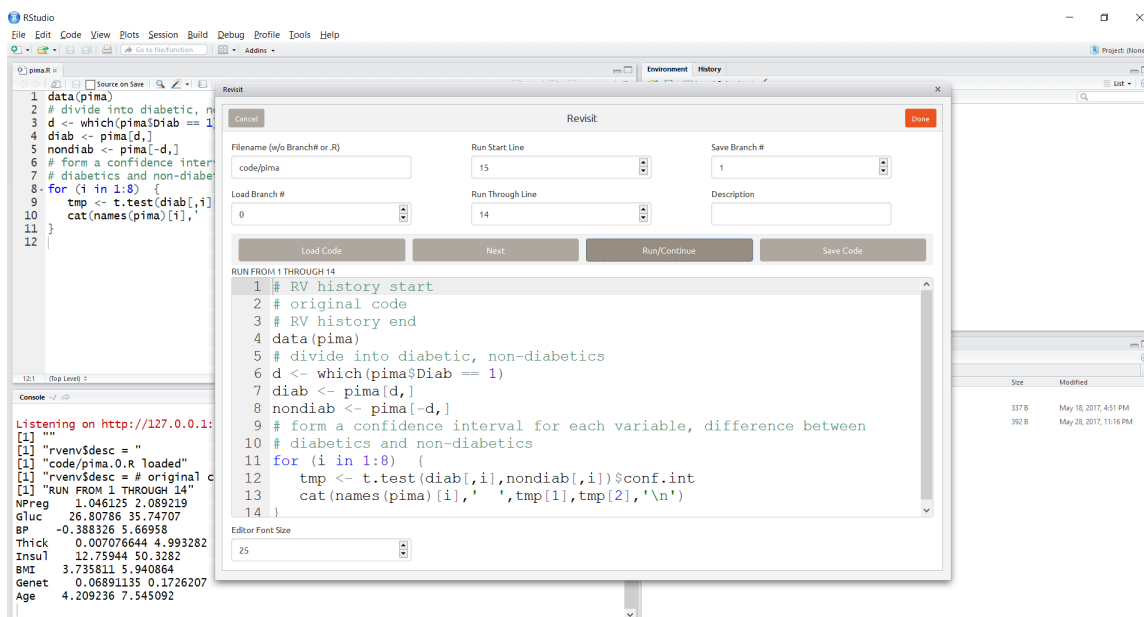 RStudio
File Edit Code View Plots Session Build Debug Profile Tools Help
Go to file/function
Addins
Project: (None
pima.R
Source on Save
1 data(pima)
2 # divide into diabetic, n
3 d <- which(pima$Diab == 1
4 diab <- pima[d,]
5 nondiab <- pima[-d,]
6 # form a confidence inter
7 # diabetics and non-diabe
8 for (i in 1:8) {
9 tmp <- t.test(diab[,i]
10 cat(names(pima)[i],'
11 }
12
12:1 (Top Level)
Console ~/
Listening on http://127.0.0.1:
[1] ""
[1] "rvenv$desc = "
[1] "code/pima.0.R loaded"
[1] "rvenv$desc = # original c
[1] "RUN FROM 1 THROUGH 14"
NPreg 1.046125 2.089219
Gluc 26.80786 35.74707
BP -0.388326 5.66958
Thick 0.007076644 4.993282
Insul 12.75944 50.3282
BMI 3.735811 5.940864
Genet 0.06891135 0.1726207
Age 4.209236 7.545092
Environment History
List
Revisit
Cancel
Revisit
Done
Filename (w/o Branch# or .R)
Run Start Line
Save Branch #
code/pima
15
1
Load Branch #
Run Through Line
Description
0
14
Load Code
Next
Run/Continue
Save Code
RUN FROM 1 THROUGH 14
1 # RV history start
2 # original code
3 # RV history end
4 data(pima)
5 # divide into diabetic, non-diabetics
6 d <- which(pima$Diab == 1)
7 diab <- pima[d,]
8 nondiab <- pima[-d,]
9 # form a confidence interval for each variable, difference between
10 # diabetics and non-diabetics
11 for (i in 1:8) {
12 tmp <- t.test(diab[,i],nondiab[,i])$conf.int
13 cat(names(pima)[i],' ',tmp[1],tmp[2],'\n')
14 }
Editor Font Size
25
Size Modified
337 B May 18, 2017, 4:51 PM
392 B May 28, 2017, 11:16 PM